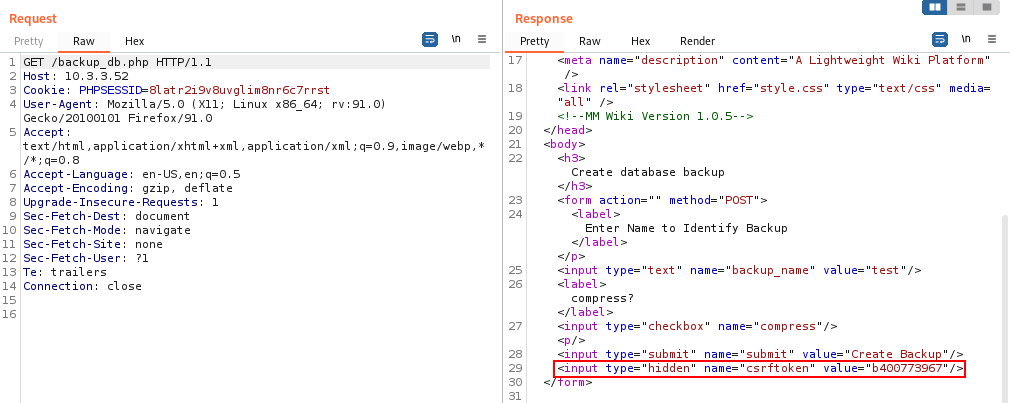 Request
Pretty Raw Hex
\n
1 GET /backup_db.php HTTP/1.1
2 Host: 10.3.3.52
3 Cookie: PHPSESSID=8latr2i9v8uvglim8nr6c7rrst
4 User-Agent: Mozilla/5.0 (X11; Linux x86_64; rv:91.0)
Gecko/20100101 Firefox/91.0
5 Accept:
text/html,application/xhtml+xml,application/xml;q=0.9,image/webp,*
/*;q=0.8
6 Accept-Language: en-US,en;q=0.5
7 Accept-Encoding: gzip, deflate
8 Upgrade-Insecure-Requests: 1
9 Sec-Fetch-Dest: document
10 Sec-Fetch-Mode: navigate
11 Sec-Fetch-Site: none
12 Sec-Fetch-User: ?1
13 Te: trailers
14 Connection: close
15
16
Response
Pretty Raw Hex Render
\n
17 <meta name="description" content="A Lightweight Wiki Platform"
/>
18 <link rel="stylesheet" href="style.css" type="text/css" media=
"all" />
19 <!--MM Wiki Version 1.0.5-->
20 </head>
21 <body>
22 <h3>
Create database backup
</h3>
23 <form action="" method="POST">
24 <label>
Enter Name to Identify Backup
</label>
</p>
25 <input type="text" name="backup_name" value="test"/>
26 <label>
compress?
</label>
27 <input type="checkbox" name="compress"/>
<p/>
28 <input type="submit" name="submit" value="Create Backup"/>
29 <input type="hidden" name="csrftoken" value="b400773967"/>
30 </form>
31